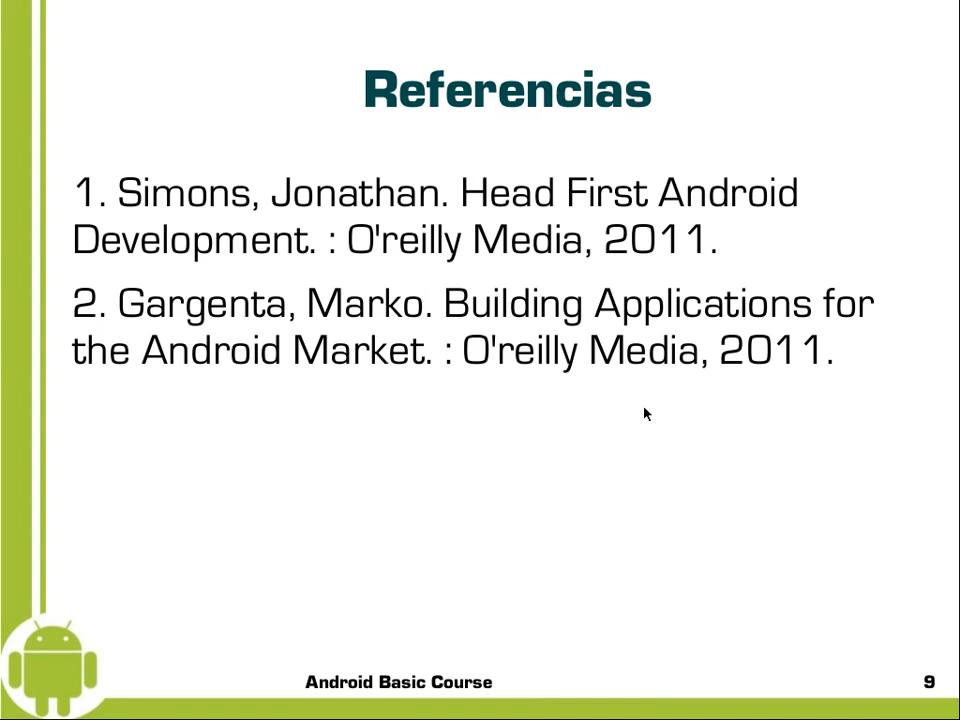 Referencias
1. Simons, Jonathan. Head First Android
Development. : O'reilly Media, 2011.
2. Gargenta, Marko. Building Applications for
the Android Market. : O'reilly Media, 2011.
Android Basic Course
9